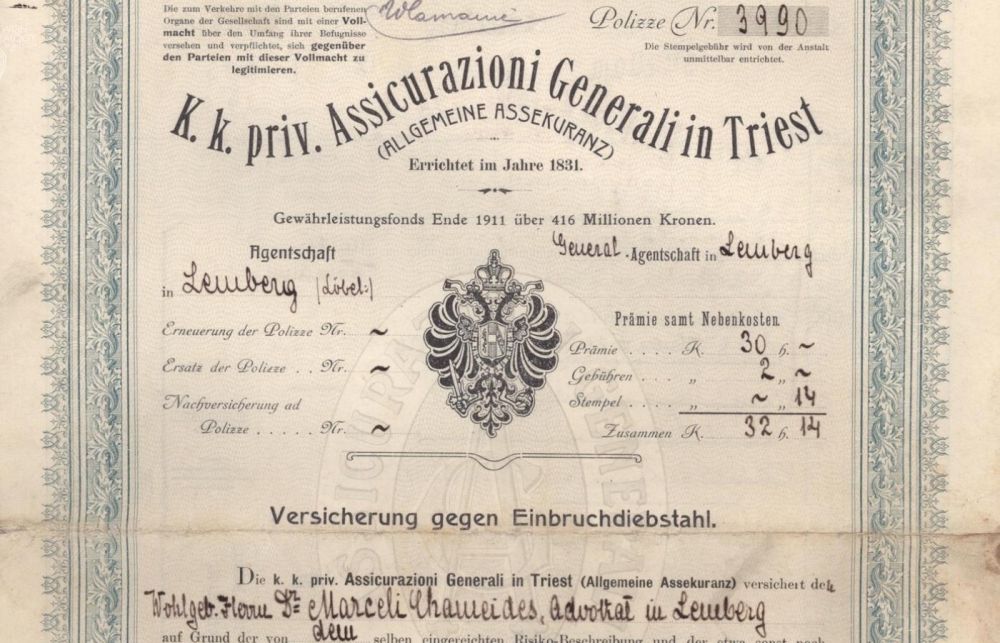 Die zum Verkehre mit den Parteien berufenen
Organe der Gesellschaft sind mit einer Voll-
macht über den Umfang ihrer Befugnisse
versehen und verpflichtet, sich gegenüber
den Parteien mit dieser Vollmacht zu
legitimieren.
Polizze Nr. 3990
Die Stempelgebühr wird von der Anstalt
unmittelbar entrichtet.
K. k. priv. Assicurazioni Generali in Triest
(ALLGEMEINE ASSEKURANZ)
Errichtet im Jahre 1831.
Gewährleistungsfonds Ende 1911 über 416 Millionen Kronen.
Agentschaft
in Lemberg (Löbel:)
General-Agentschaft in Lemberg
Erneuerung der Polizze Nr. ~
Ersatz der Polizze . . Nr. ~
Nachversicherung ad
Polizze . . . . . Nr. ~
Prämie samt Nebenkosten.
Prämie . . . . K. 30 h. ~
Gebühren . . . „ 2 „ ~
Stempel . . . . „ ~ „ 14
Zusammen K. 32 h. 14
Versicherung gegen Einbruchdiebstahl.
Die k. k. priv. Assicurazioni Generali in Triest (Allgemeine Assekuranz) versichert dem
Wohlgeb. Herrn Dr. Marceli Chameides, Advokat in Lemberg
auf Grund der von dem selben eingereichten Risiko-Beschreibung und der etwa sonst noch